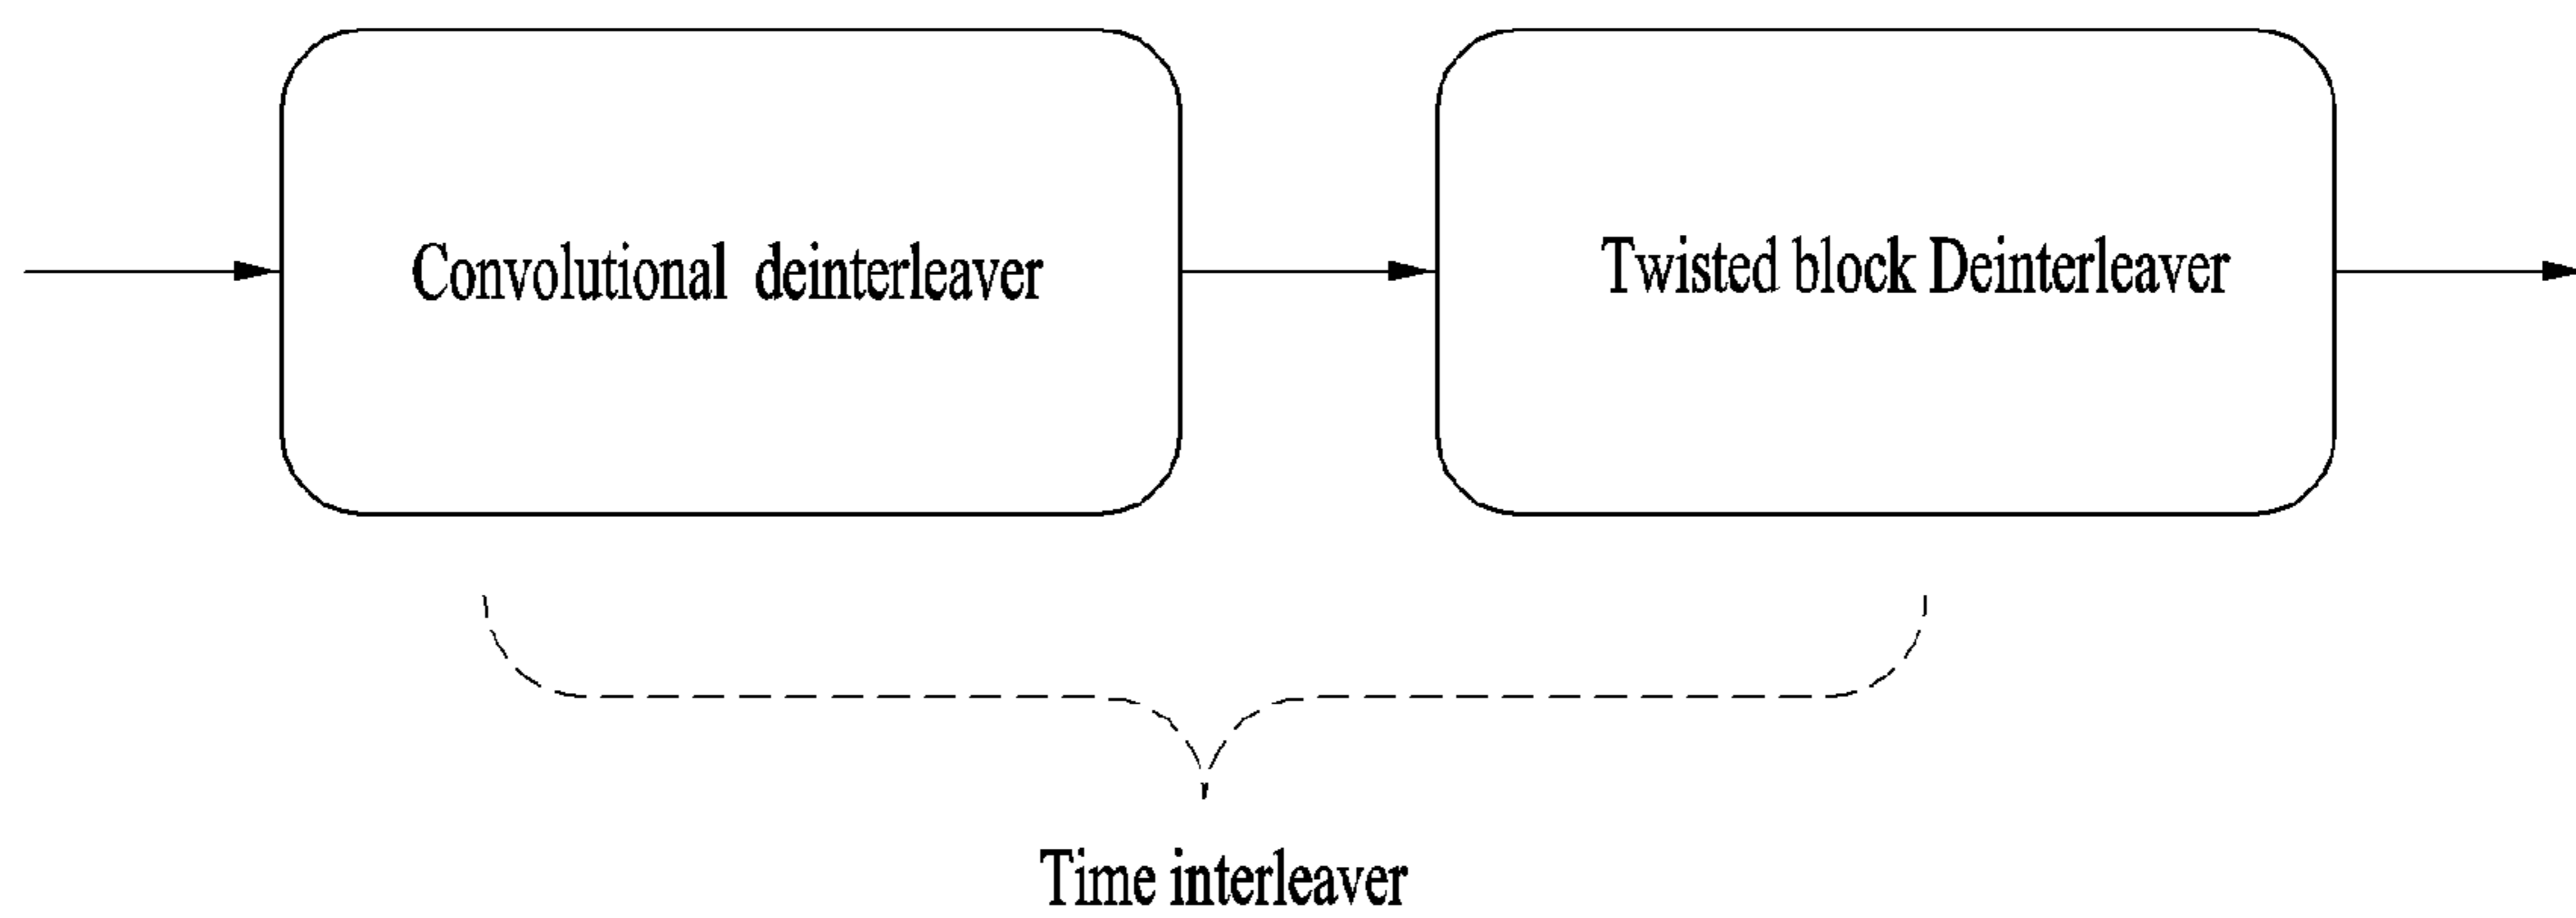 Convolutional deinterleaver
Twisted block Deinterleaver
Time interleaver